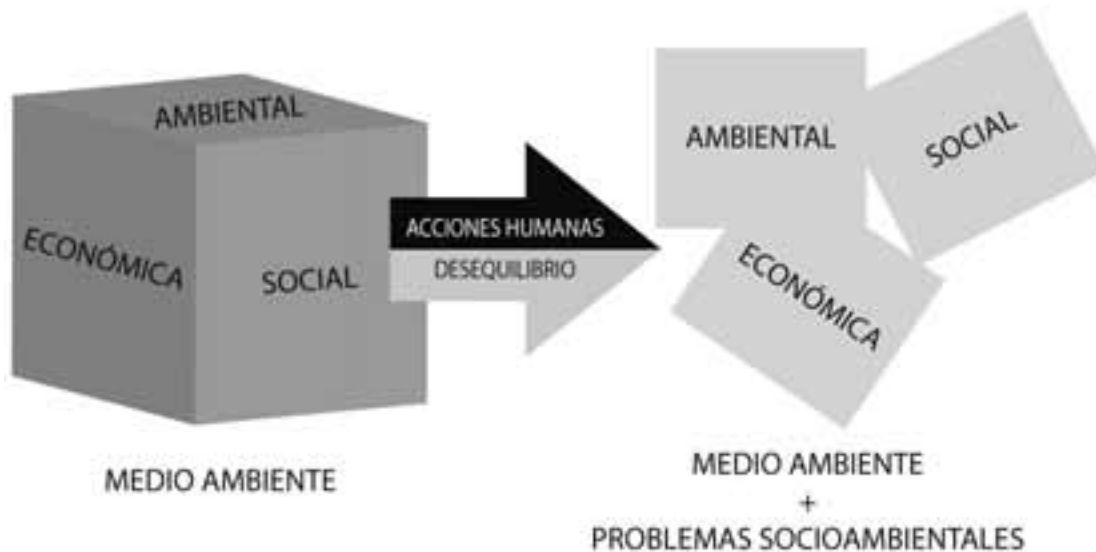 AMBIENTAL
ECONÓMICA
SOCIAL
MEDIO AMBIENTE
ACCIONES HUMANAS
DESEQUILIBRIO
AMBIENTAL
SOCIAL
ECONÓMICA
MEDIO AMBIENTE
+
PROBLEMAS SOCIOAMBIENTALES